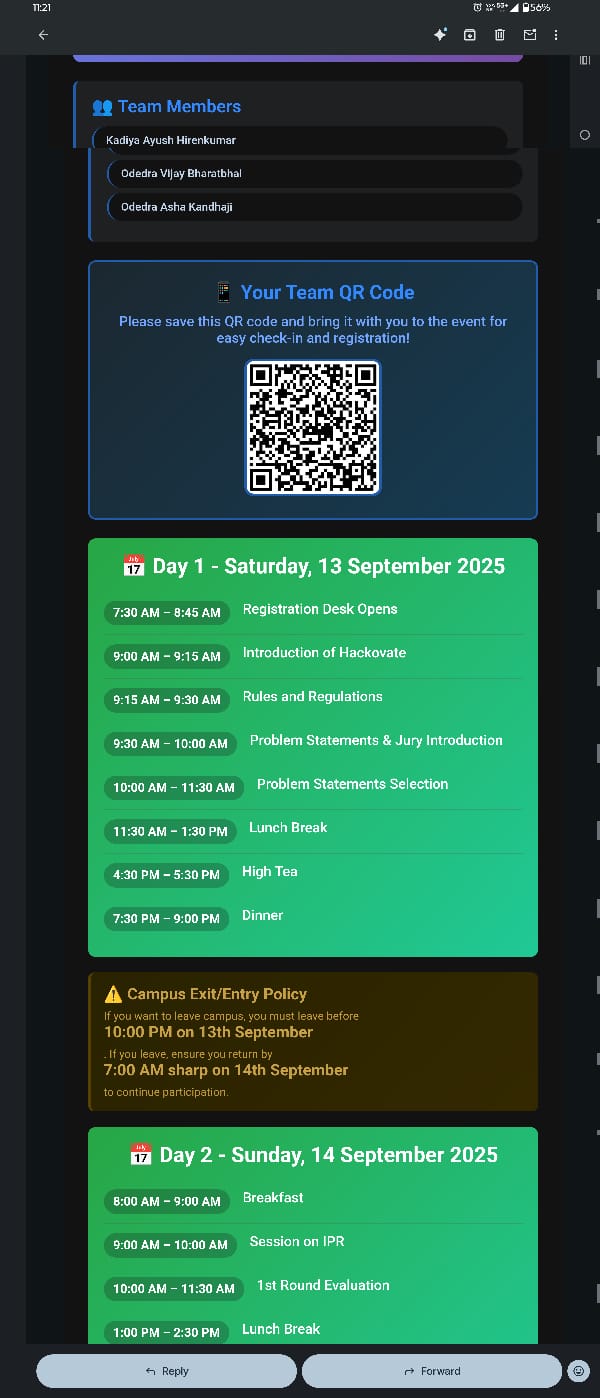 11:21
56%
Team Members
Kadiya Ayush Hirenkumar
Odedra Vijay Bharatbhai
Odedra Asha Kandhaji
Your Team QR Code
Please save this QR code and bring it with you to the event for
easy check-in and registration!
Day 1 - Saturday, 13 September 2025
7:30 AM – 8:45 AM Registration Desk Opens
9:00 AM – 9:15 AM Introduction of Hackovate
9:15 AM – 9:30 AM Rules and Regulations
9:30 AM – 10:00 AM Problem Statements & Jury Introduction
10:00 AM – 11:30 AM Problem Statements Selection
11:30 AM – 1:30 PM Lunch Break
4:30 PM – 5:30 PM High Tea
7:30 PM – 9:00 PM Dinner
Campus Exit/Entry Policy
If you want to leave campus, you must leave before
10:00 PM on 13th September
. If you leave, ensure you return by
7:00 AM sharp on 14th September
to continue participation.
Day 2 - Sunday, 14 September 2025
8:00 AM – 9:00 AM Breakfast
9:00 AM – 10:00 AM Session on IPR
10:00 AM – 11:30 AM 1st Round Evaluation
1:00 PM – 2:30 PM Lunch Break
Reply
Forward